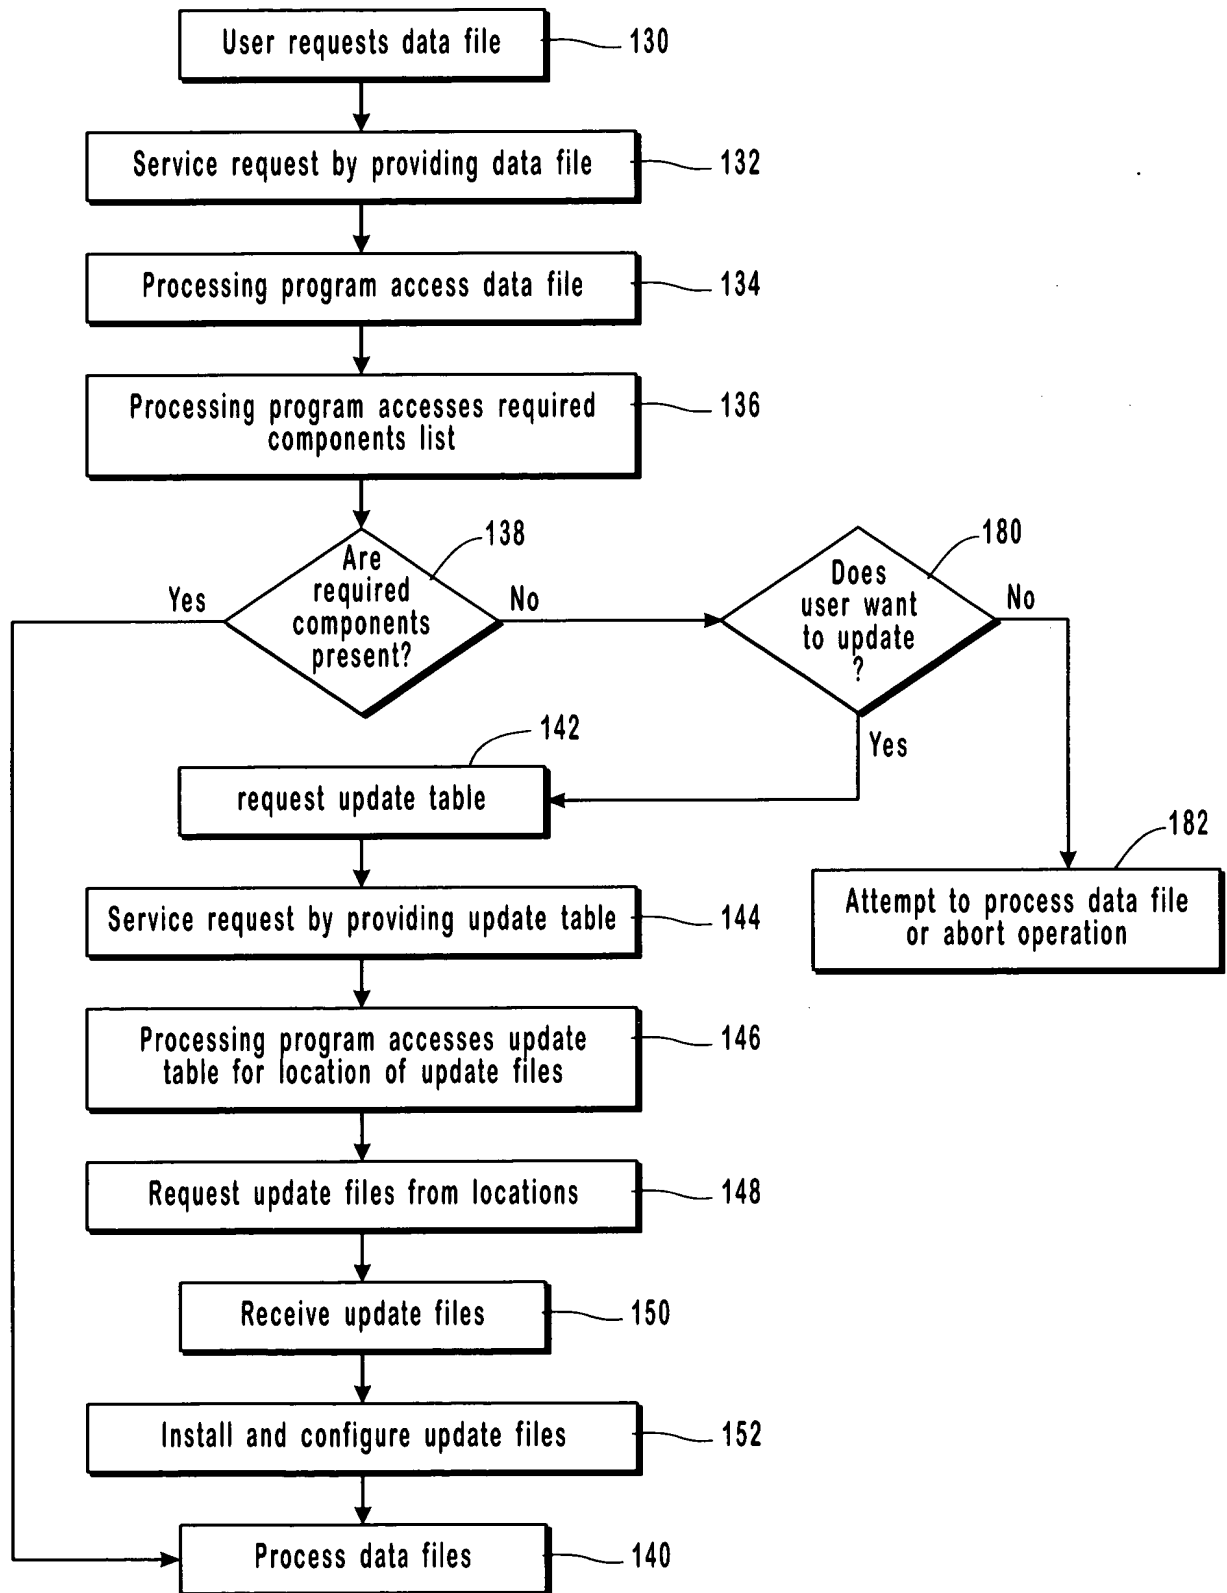 User requests data file
130
Service request by providing data file
132
Processing program access data file
134
Processing program accesses required
components list
136
138
Are
required
components
present?
Yes
No
180
Does
user want
to update
?
No
Yes
142
request update table
182
Attempt to process data file
or abort operation
Service request by providing update table
144
Processing program accesses update
table for location of update files
146
Request update files from locations
148
Receive update files
150
Install and configure update files
152
Process data files
140